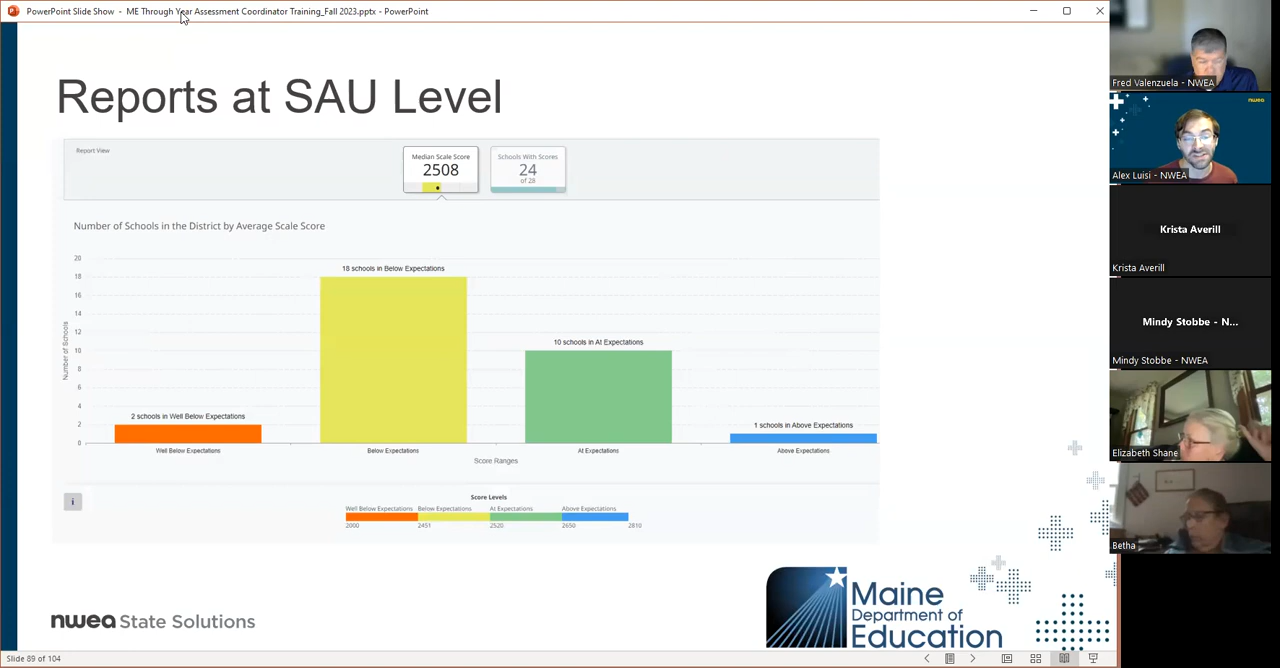 PowerPoint Slide Show - ME Through Year Assessment Coordinator Training_Fall 2023.pptx - PowerPoint
Reports at SAU Level
Report View
Median Scale Score
2508
Schools With Scores
24
of 28
Number of Schools in the District by Average Scale Score
Number of Schools
20
18
16
14
12
10
8
6
4
2
0
2 schools in Well Below Expectations
18 schools in Below Expectations
10 schools in At Expectations
1 schools in Above Expectations
Well Below Expectations
Below Expectations
At Expectations
Above Expectations
Score Ranges
i
Score Levels
Well Below Expectations Below Expectations At Expectations Above Expectations
2000 2451 2520 2650 2810
nwea State Solutions
Maine
Department of
Education
Slide 89 of 104
Fred Valenzuela - NWEA
nwea
Alex Luisi - NWEA
Krista Averill
Krista Averill
Mindy Stobbe - N...
Mindy Stobbe - NWEA
Elizabeth Shane
Betha